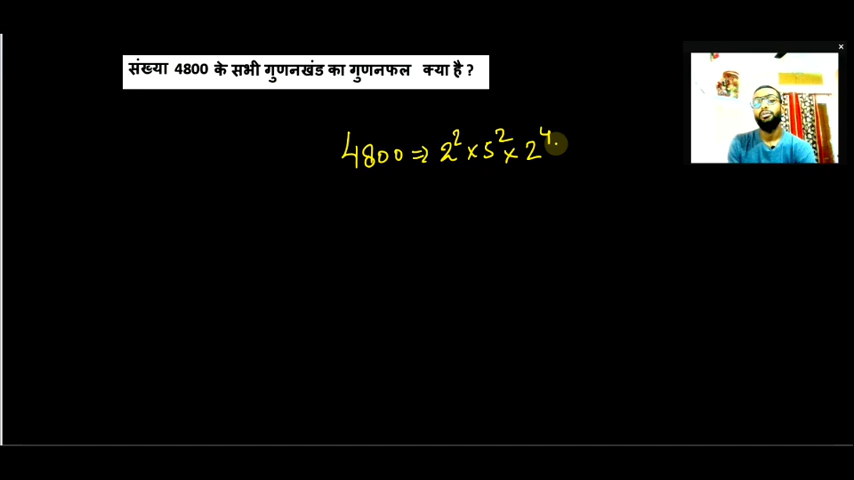 संख्या 4800 के सभी गुणनखंड का गुणनफल क्या है ?
4800 ⇒ 2² × 5² × 2⁴